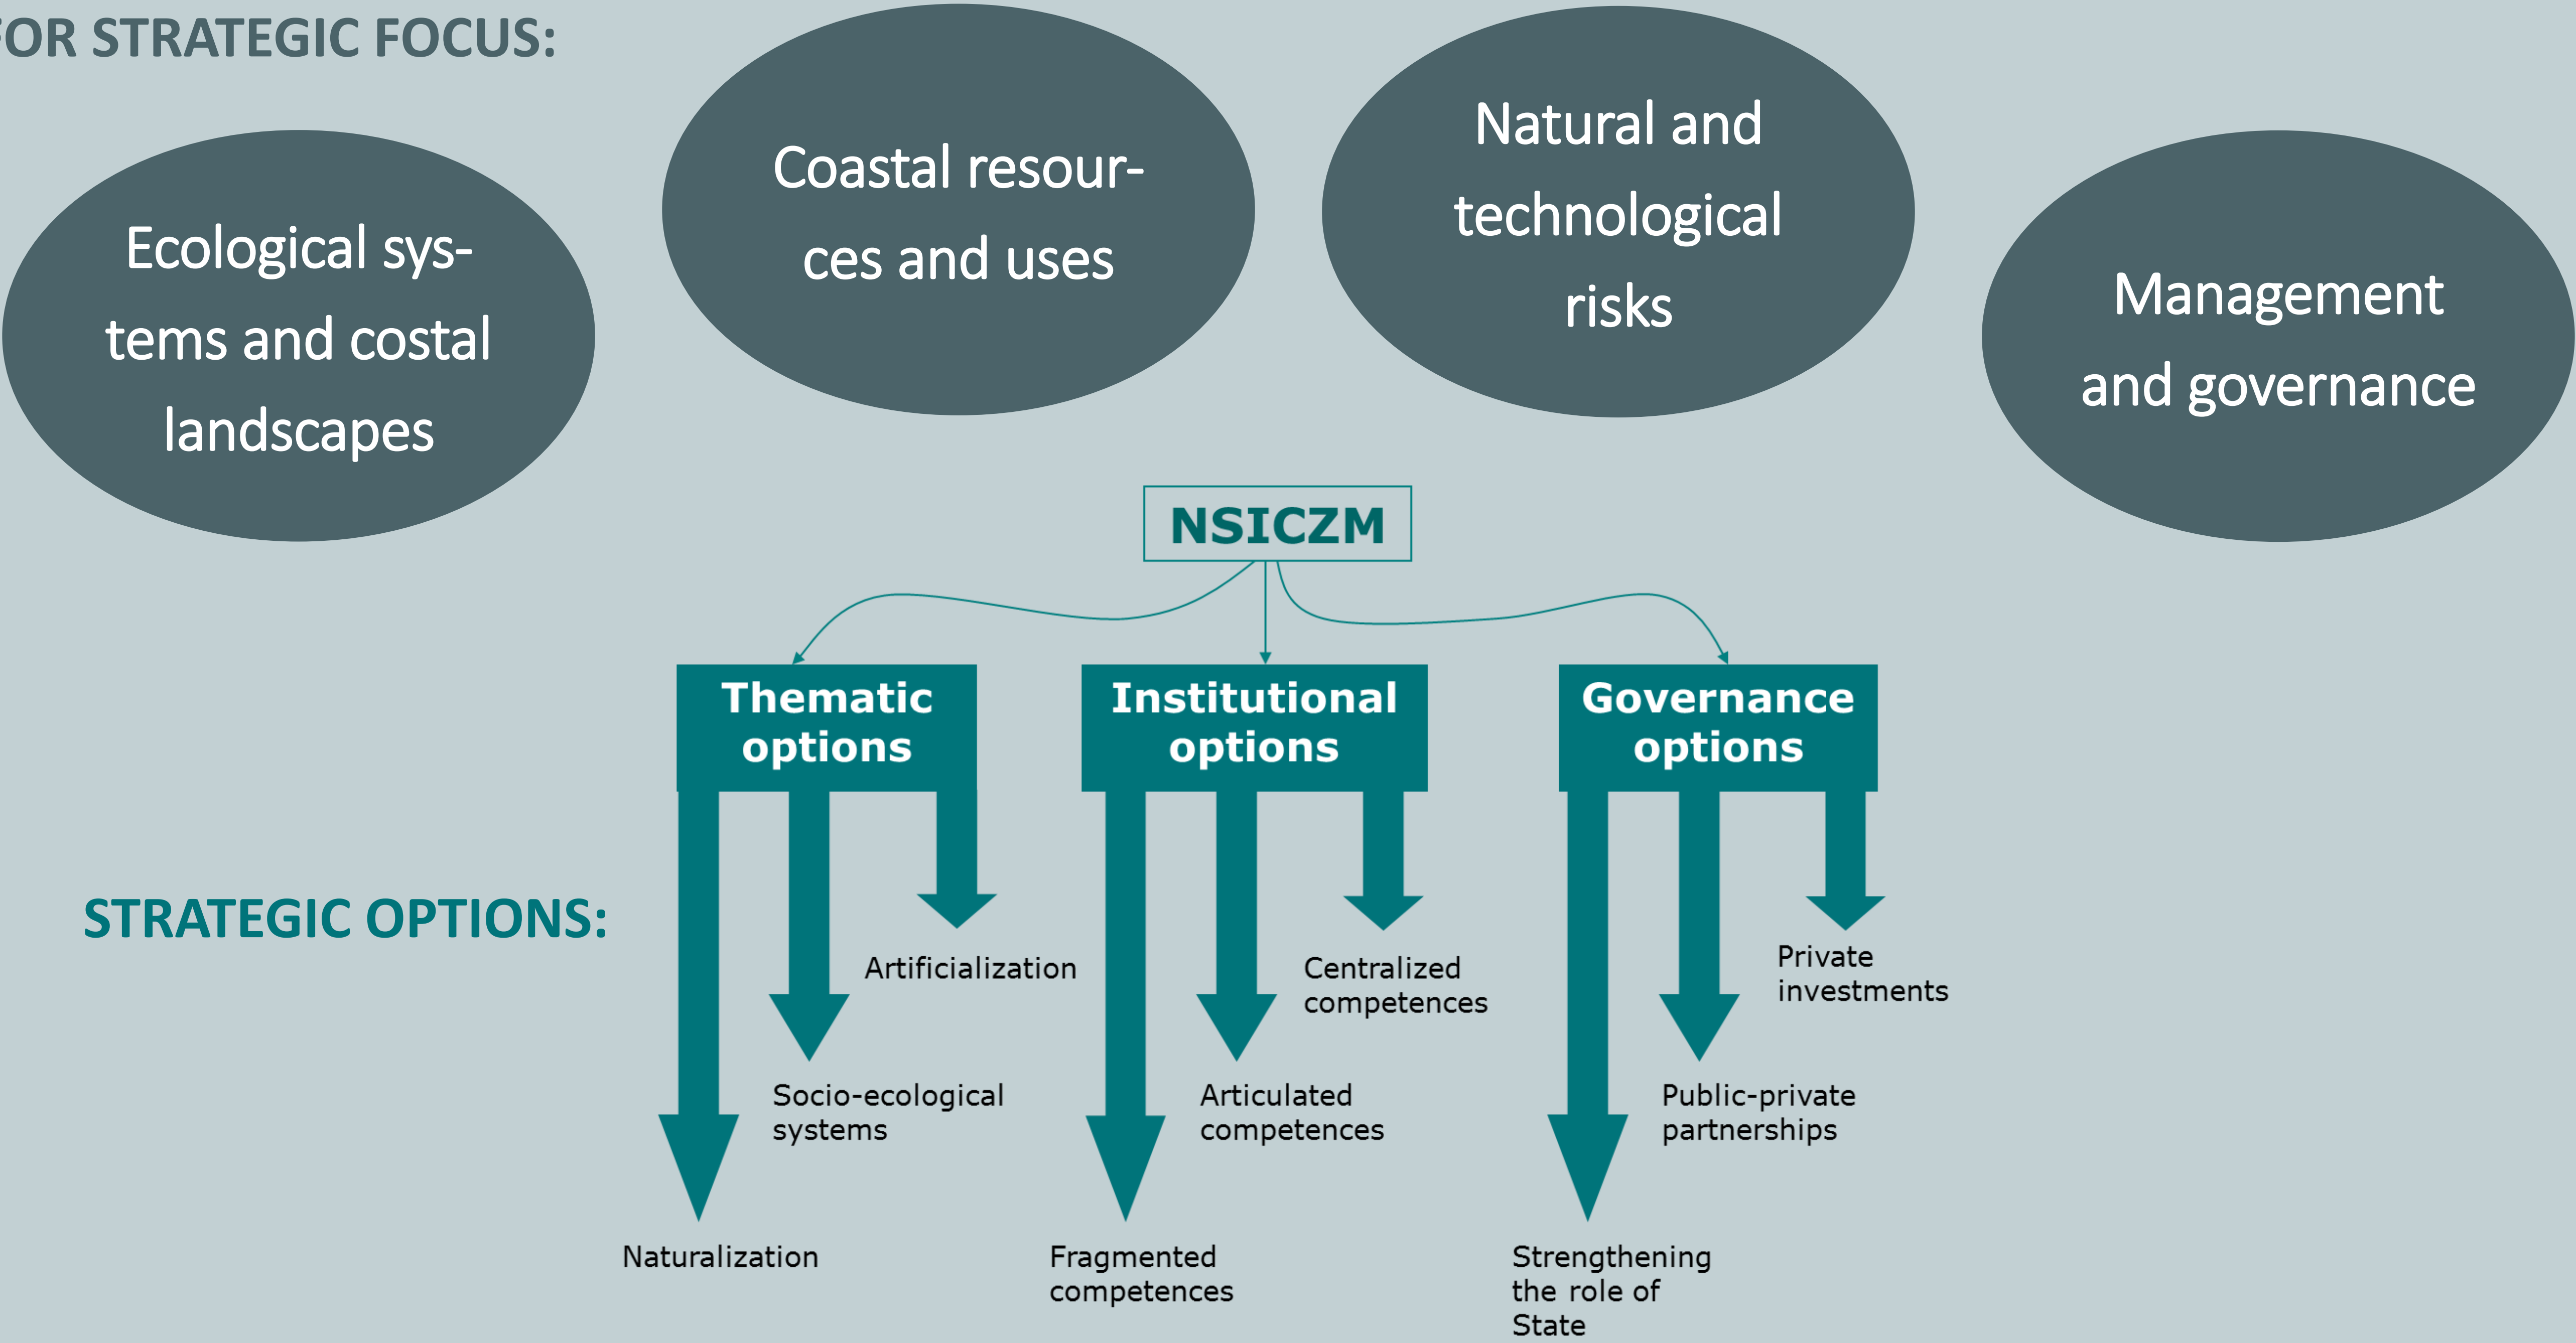 FOR STRATEGIC FOCUS:
Ecological sys-
tems and costal
landscapes
Coastal resour-
ces and uses
Natural and
technological
risks
Management
and governance
NSICZM
Thematic
options
Institutional
options
Governance
options
STRATEGIC OPTIONS:
Artificialization
Socio-ecological
systems
Naturalization
Centralized
competences
Articulated
competences
Fragmented
competences
Private
investments
Public-private
partnerships
Strengthening
the role of
State